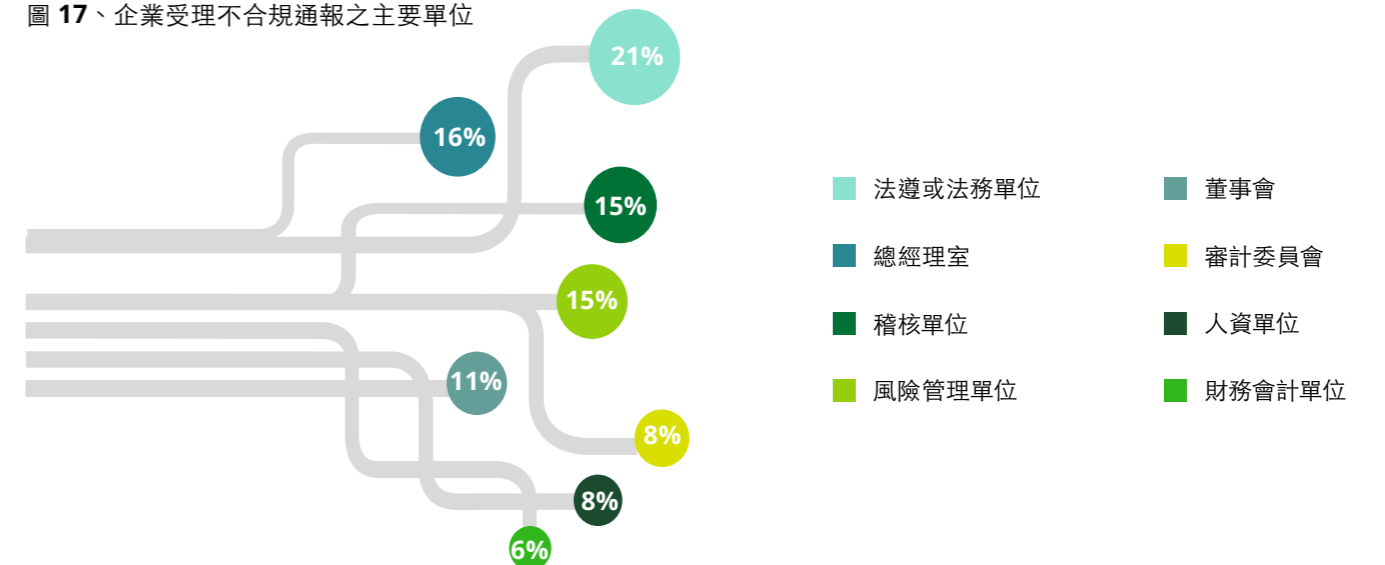 圖 17、企業受理不合規通報之主要單位
21%
16%
15%
15%
11%
8%
8%
6%
法遵或法務單位
總經理室
稽核單位
風險管理單位
董事會
審計委員會
人資單位
財務會計單位